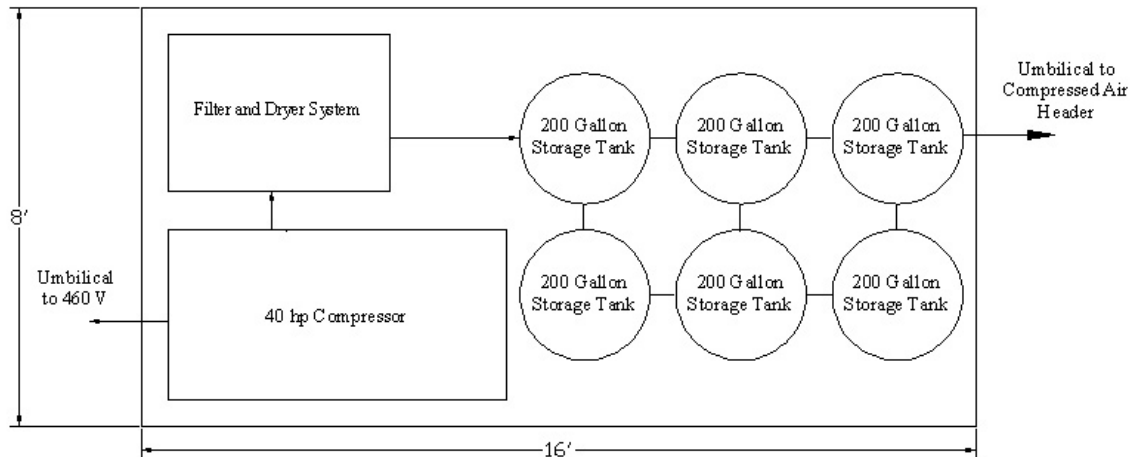 Filter and Dryer System
200 Gallon
Storage Tank
200 Gallon
Storage Tank
200 Gallon
Storage Tank
Umbilical to
Compressed Air
Header
8'
Umbilical
to 460 V
40 hp Compressor
200 Gallon
Storage Tank
200 Gallon
Storage Tank
200 Gallon
Storage Tank
16'